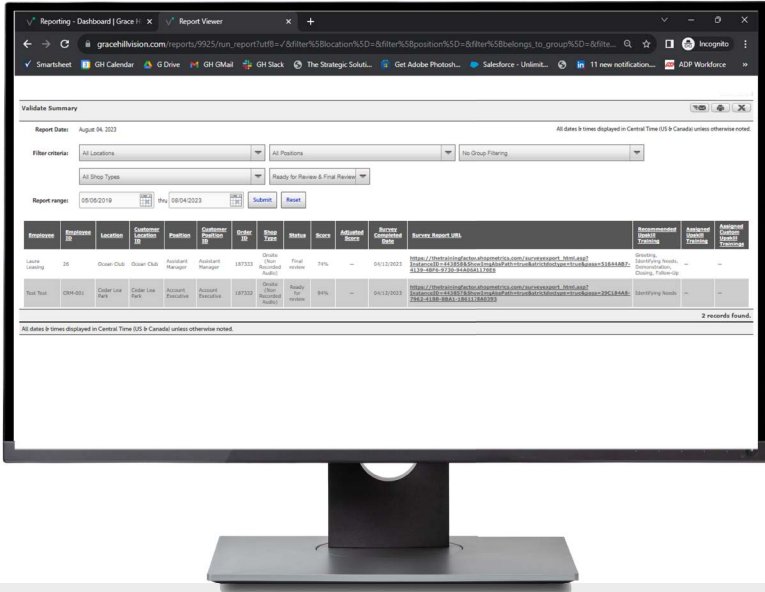 Reporting - Dashboard | Grace H
Report Viewer
gracehillvision.com/reports/9925/run_report?utf8=√&filter%5Blocation%5D=&filter%5Bposition%5D=&filter%5Bbelongs_to_group%5D=&filte...
Incognito
Smartsheet GH Calendar G Drive GH GMail GH Slack The Strategic Soluti... Get Adobe Photosh... Salesforce - Unlimit... 11 new notification.... ADP Workforce »
Validate Summary
Report Date: August 04, 2023
All dates & times displayed in Central Time (US & Canada) unless otherwise noted.
Filter criteria: All Locations All Positions No Group Filtering
All Shop Types Ready for Review & Final Review
Report range: 05/06/2019 thru 08/04/2023 Submit Reset
Employee Employee ID Location Customer Location ID Position Customer Position ID Order ID Shop Type Status Score Adjusted Score Survey Completed Date Survey Report URL Recommended Upskill Training Assigned Upskill Training Assigned Custom Upskill Trainings
Laura Leasing 26 Ocean Club Ocean Club Assistant Manager Assistant Manager Onsite (Non Recorded Audio) Final review 74% — 04/13/2023 Greeting, Identifying Needs, Demonstration, Closing, Follow-Up — —
Test Test CRM-001 Cedar Lea Park Cedar Lea Park Account Executive Account Executive Onsite (Non Recorded Audio) Ready for review 94% — 04/13/2023 Identifying Needs — —
2 records found.
All dates & times displayed in Central Time (US & Canada) unless otherwise noted.